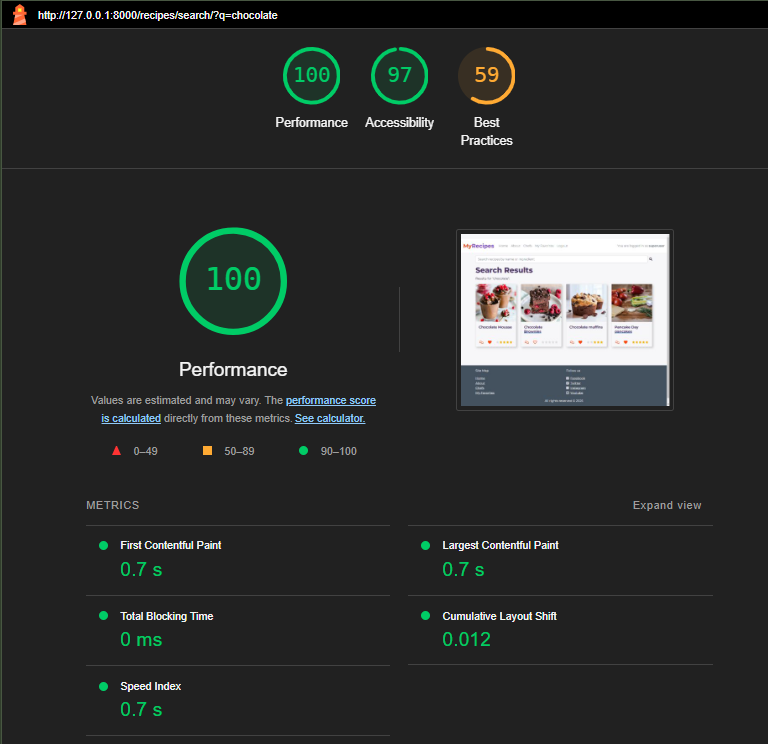 http://127.0.0.1:8000/recipes/search/?q=chocolate
100
97
59
Performance
Accessibility
Best
Practices
100
Performance
Values are estimated and may vary. The performance score
is calculated directly from these metrics. See calculator.
0–49
50–89
90–100
MyRecipes
Search Results
Chocolate Mousse
Chocolate
Brownies
Chocolate muffins
Pancake Day
METRICS
Expand view
First Contentful Paint
0.7 s
Largest Contentful Paint
0.7 s
Total Blocking Time
0 ms
Cumulative Layout Shift
0.012
Speed Index
0.7 s